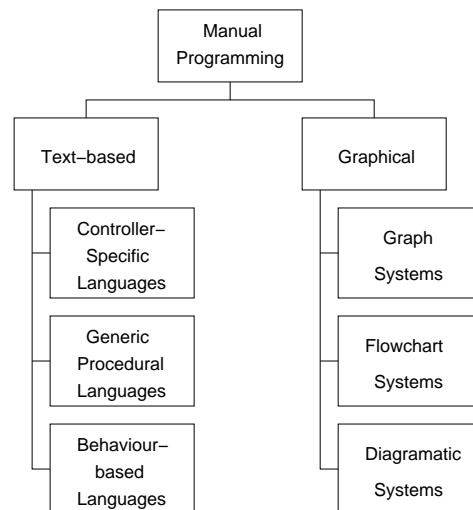 Manual
Programming
Text−based
Graphical
Controller−
Specific
Languages
Graph
Systems
Generic
Procedural
Languages
Flowchart
Systems
Behaviour−
based
Languages
Diagramatic
Systems